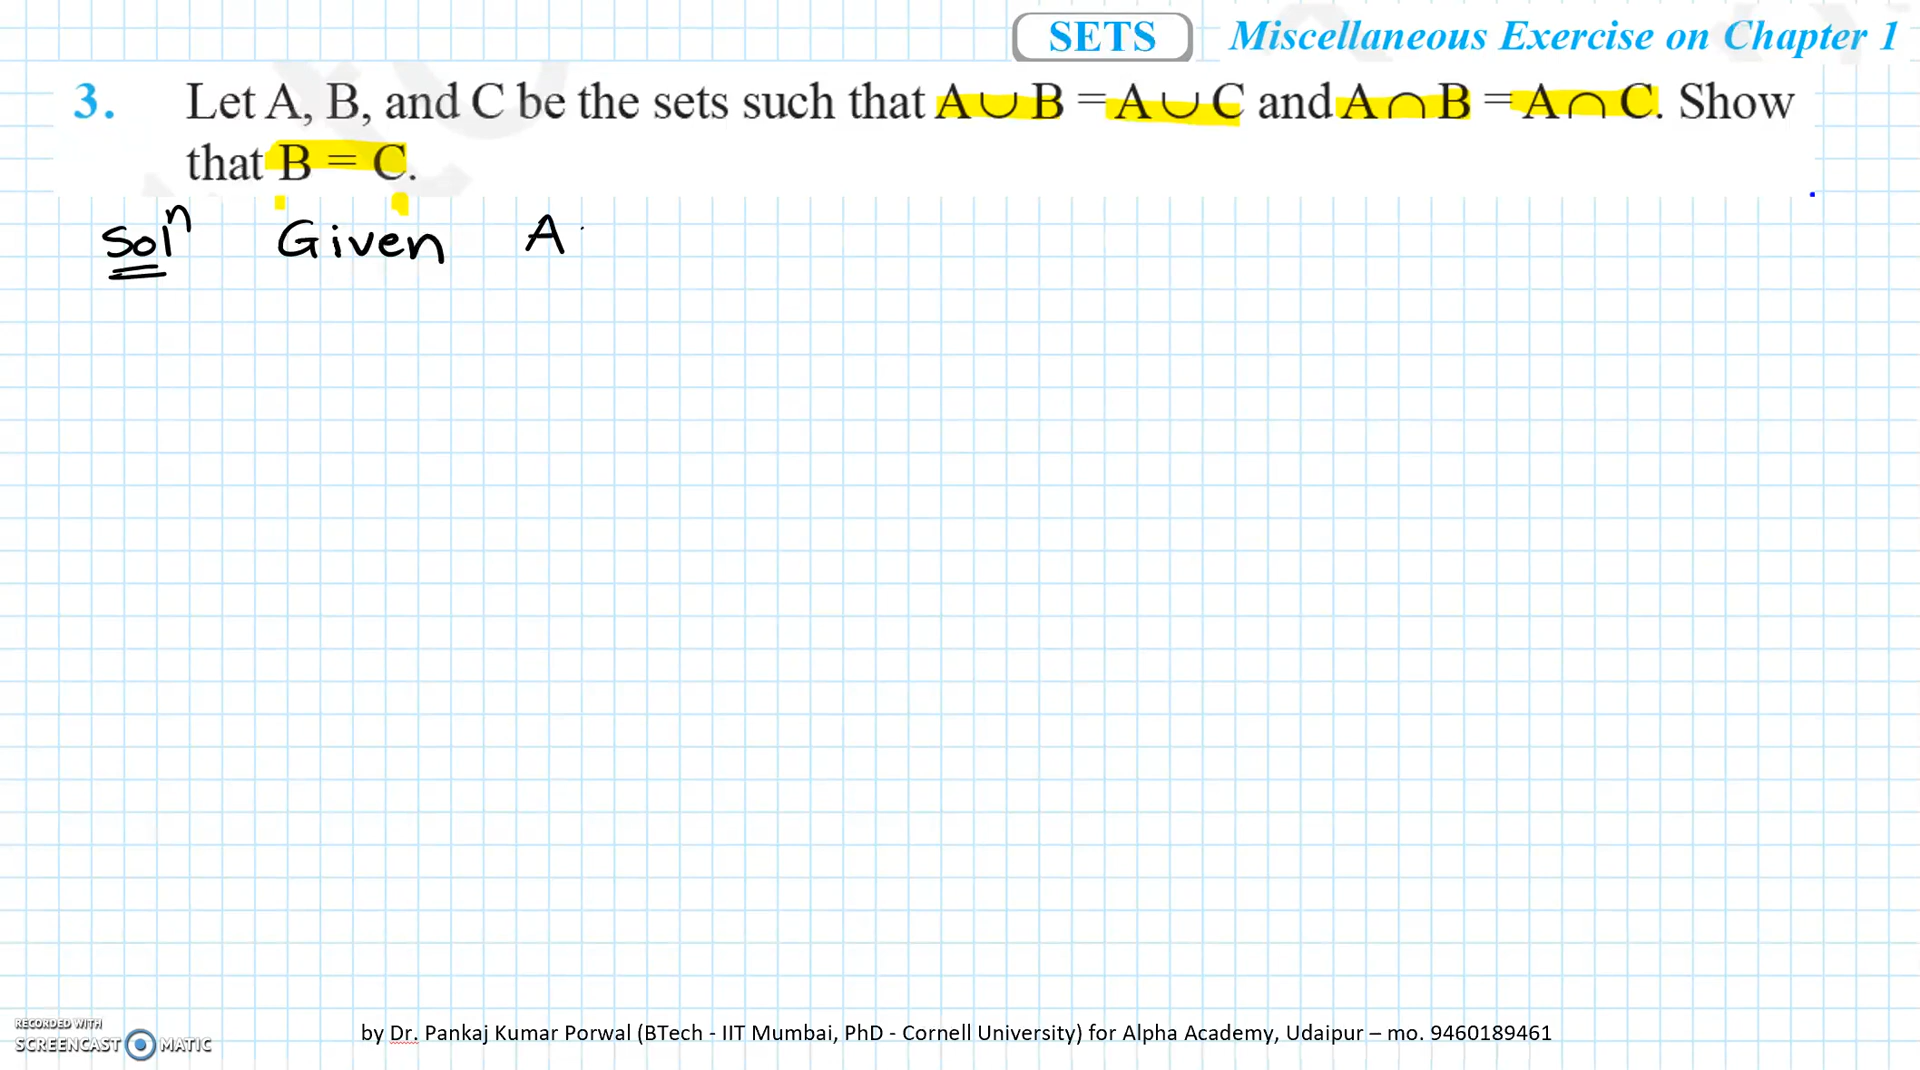 SETS Miscellaneous Exercise on Chapter 1
3. Let A, B, and C be the sets such that A ∪ B = A ∪ C and A ∩ B = A ∩ C. Show
that B = C.
Solⁿ Given A
RECORDED WITH
SCREENCAST MATIC
by Dr. Pankaj Kumar Porwal (BTech - IIT Mumbai, PhD - Cornell University) for Alpha Academy, Udaipur – mo. 9460189461